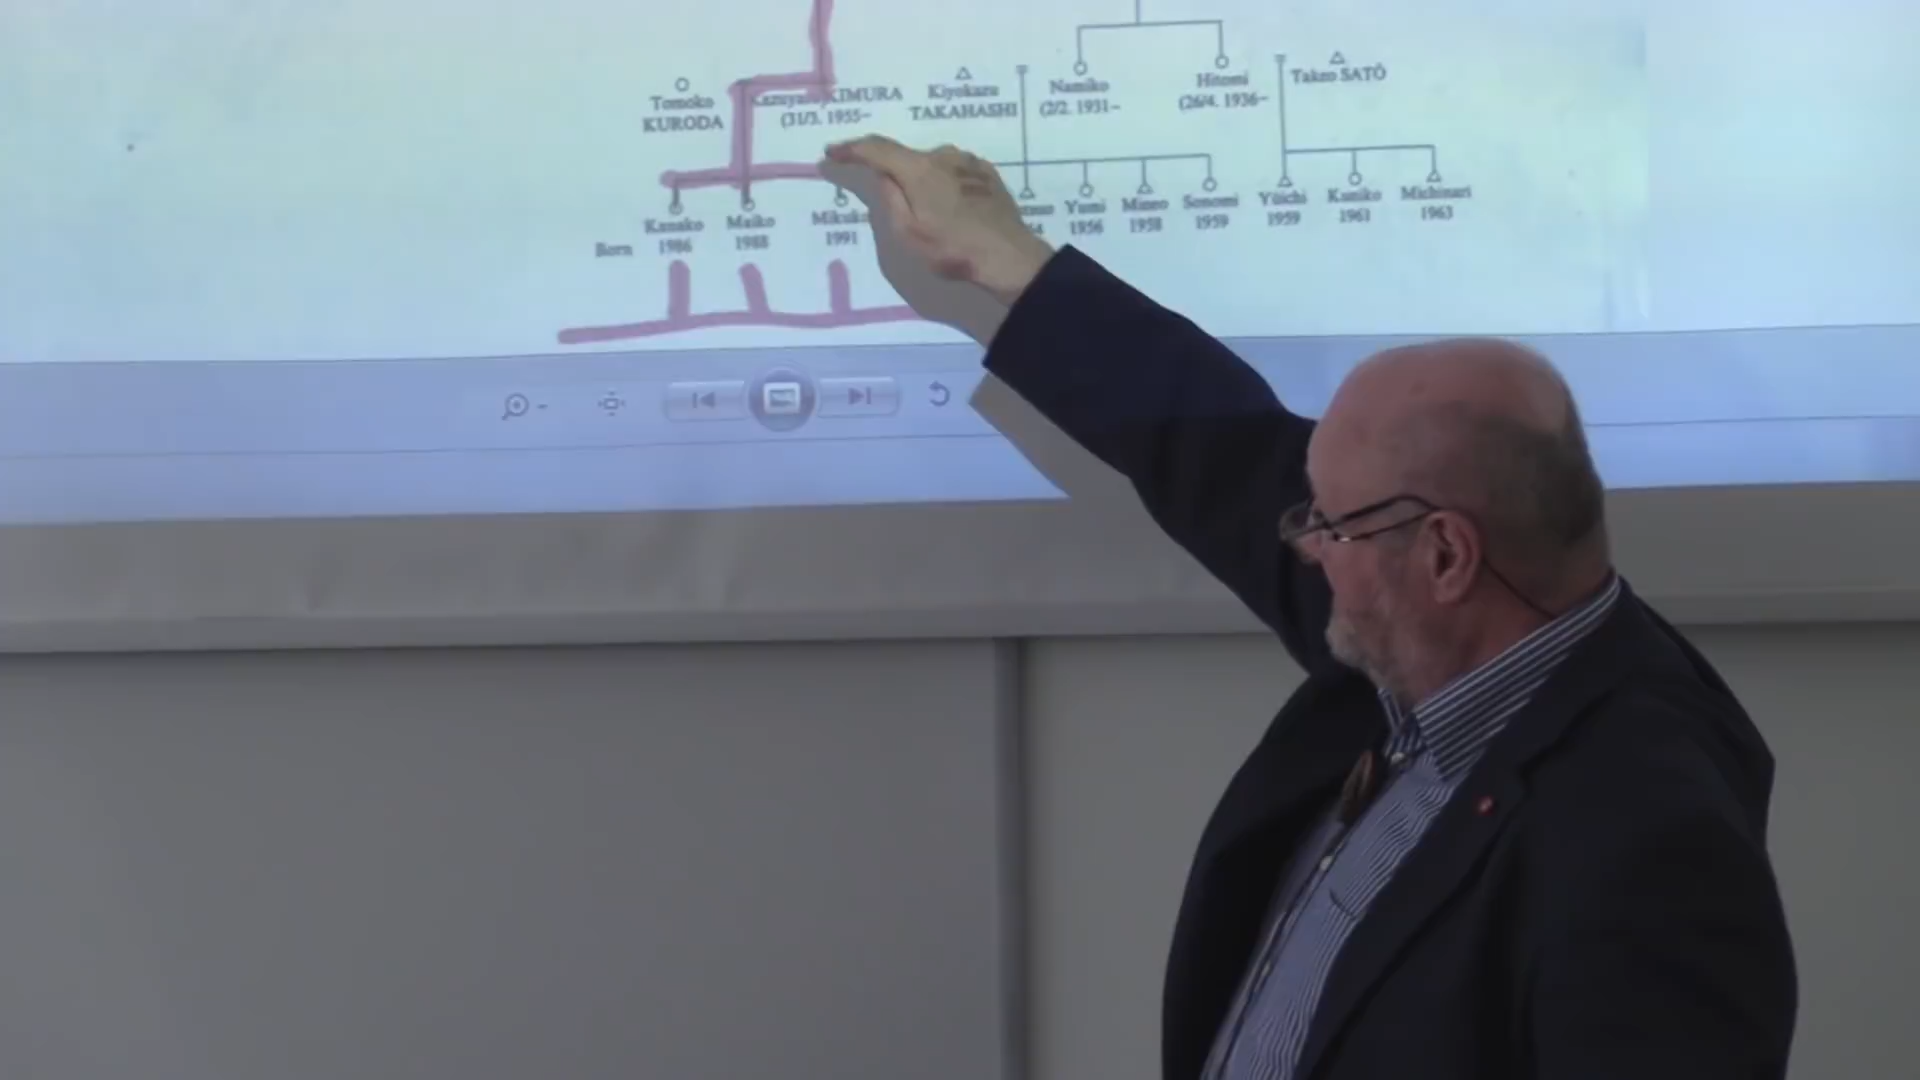 Tomoko
KURODA
KIMURA
(31/3. 1955–
Kiyokazu
TAKAHASHI
Namiko
(2/2. 1931–
Hitomi
(26/4. 1936–
Takeo SATŌ
Born
Kanako
1986
Maiko
1988
Mikuko
1991
Yumi
1956
Mineo
1958
Sonomi
1959
Yūichi
1959
Kuniko
1961
Michinari
1963